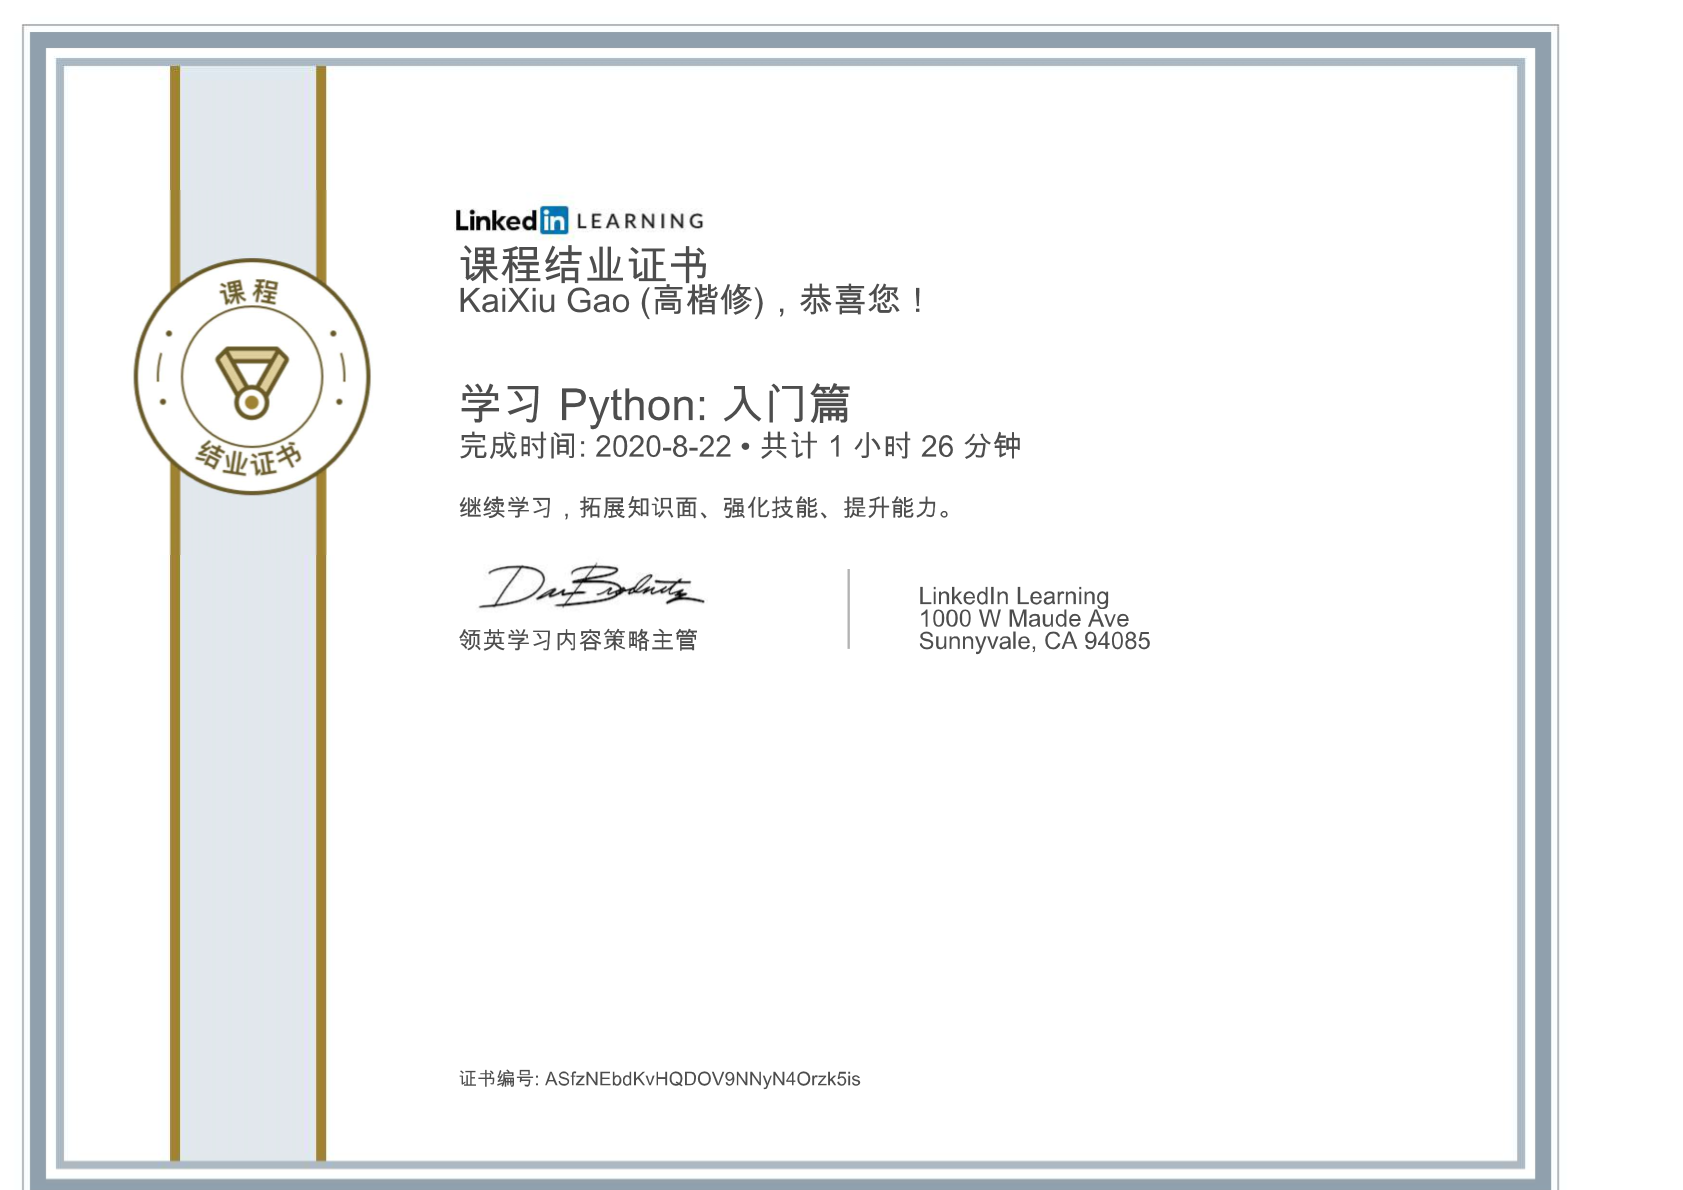 LinkedIn LEARNING
课程结业证书
KaiXiu Gao (高楷修)，恭喜您！
课程
结业证书
学习 Python: 入门篇
完成时间: 2020-8-22 • 共计 1 小时 26 分钟
继续学习，拓展知识面、强化技能、提升能力。
领英学习内容策略主管
LinkedIn Learning
1000 W Maude Ave
Sunnyvale, CA 94085
证书编号: ASfzNEbdKvHQDOV9NNyN4Orzk5is